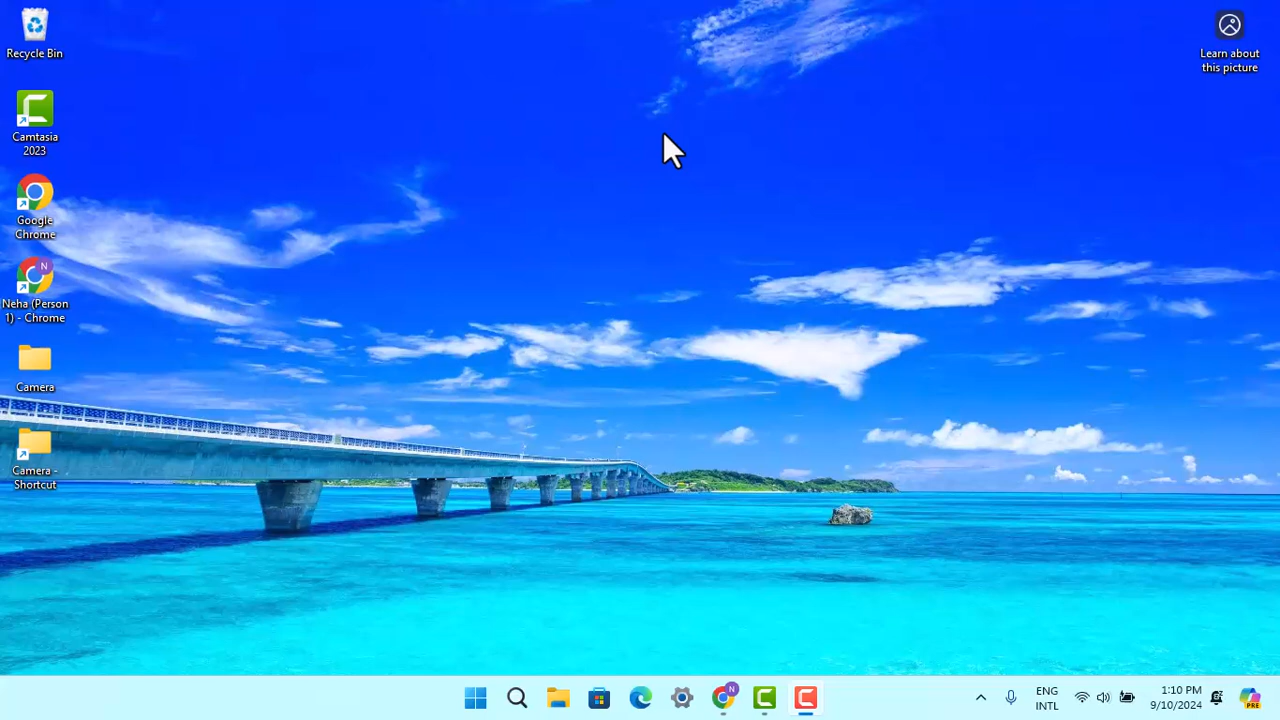 Recycle Bin
Learn about
this picture
Camtasia
2023
Google
Chrome
N
Neha (Person
1) - Chrome
Camera
Camera -
Shortcut
N
ENG
INTL
1:10 PM
9/10/2024
PRE